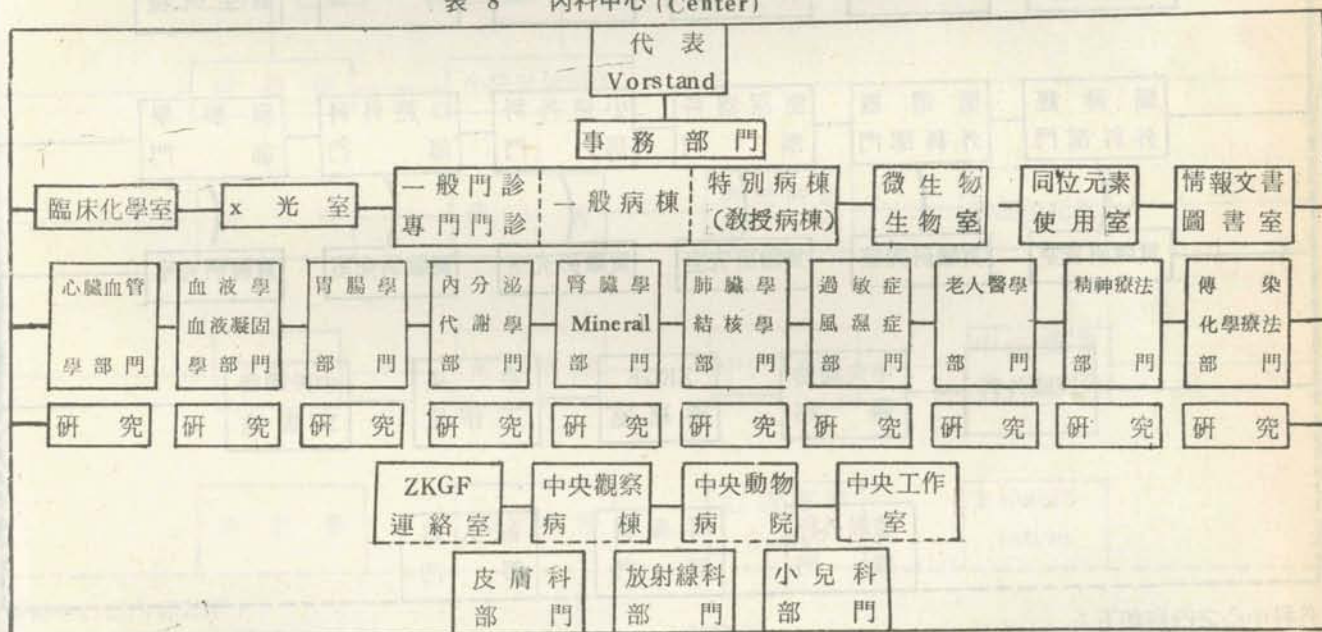 表 8 內科中心 (Center)
代 表
Vorstand
事 務 部 門
臨床化學室
x 光 室
一般門診
專門門診
一般病棟
特別病棟
(教授病棟)
微生物
生物室
同位元素
使用室
情報文書
圖書室
心臟血管
學部門
血液學
血液凝固
學部門
胃腸學
部 門
內分泌
代謝學
部 門
腎臟學
Mineral
部 門
肺臟學
結核學
部 門
過敏症
風濕症
部 門
老人醫學
部 門
精神療法
部 門
傳 染
化學療法
部 門
研 究
研 究
研 究
研 究
研 究
研 究
研 究
研 究
研 究
研 究
ZKGF
連絡室
中央觀察
病 棟
中央動物
病 院
中央工作
室
皮膚科
部 門
放射線科
部 門
小兒科
部 門